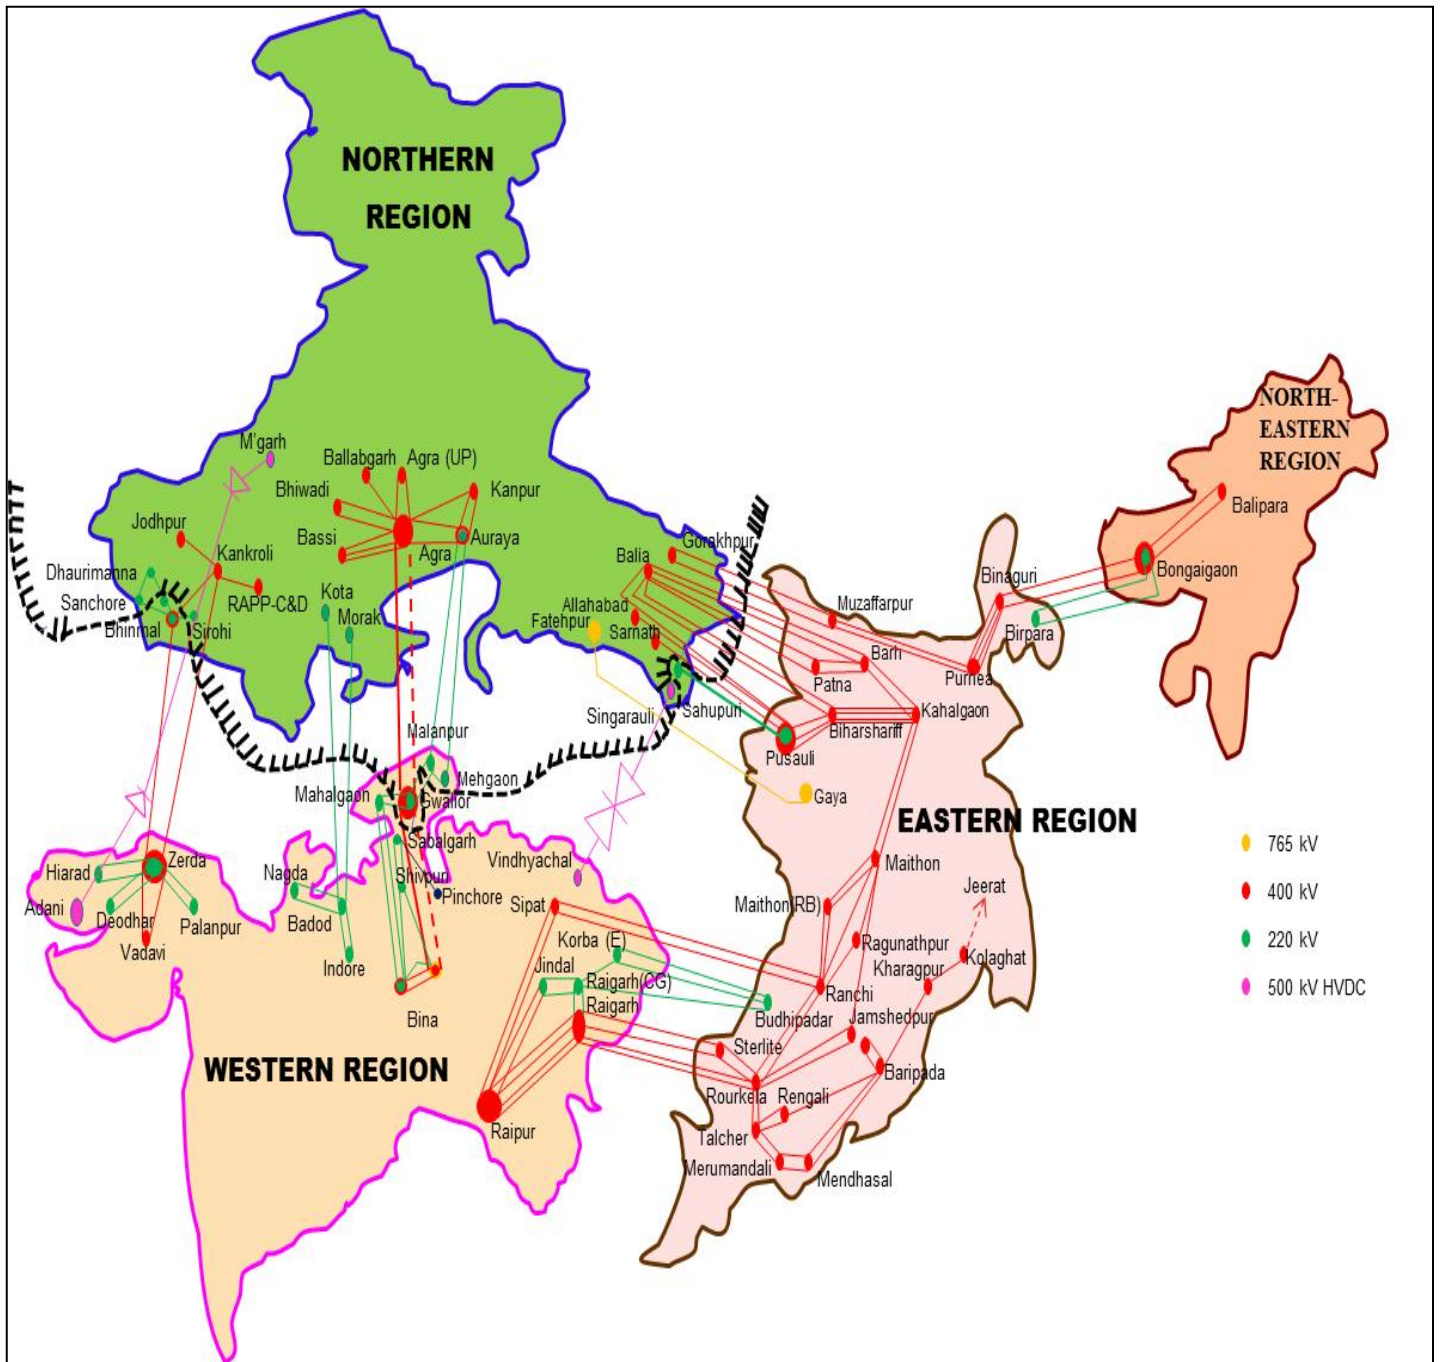 NORTHERN
REGION
NORTH-
EASTERN
REGION
M'garh
Ballabgarh
Agra (UP)
Bhiwadi
Kanpur
Balipara
Jodhpur
Bassi
Agra
Auraya
Kankroli
Balia
Gorakhpur
Dhaurimanna
Bongaigaon
Binaguri
Sanchore
RAPP-C&D
Kota
Allahabad
Muzaffarpur
Bhinmal
Sirohi
Morak
Fatehpur
Sarnath
Birpara
Barh
Patna
Purnea
Singarauli
Sahupuri
Kahalgaon
Malanpur
Biharshariff
Pusauli
Mehgaon
Mahalgaon
Gwalior
Gaya
EASTERN REGION
765 kV
Sabalgarh
Zerda
Hiarad
Nagda
Shivpuri
Vindhyachal
Maithon
Jeerat
Pinchore
400 kV
Adani
Deodhar
Palanpur
Badod
Sipat
Maithon(RB)
Vadavi
Korba (E)
Ragunathpur
220 kV
Indore
Jindal
Kharagpur
Kolaghat
Raigarh(CG)
Ranchi
500 kV HVDC
Raigarh
Bina
Budhipadar
Jamshedpur
WESTERN REGION
Sterlite
Baripada
Rourkela
Rengali
Raipur
Talcher
Merumandali
Mendhasal